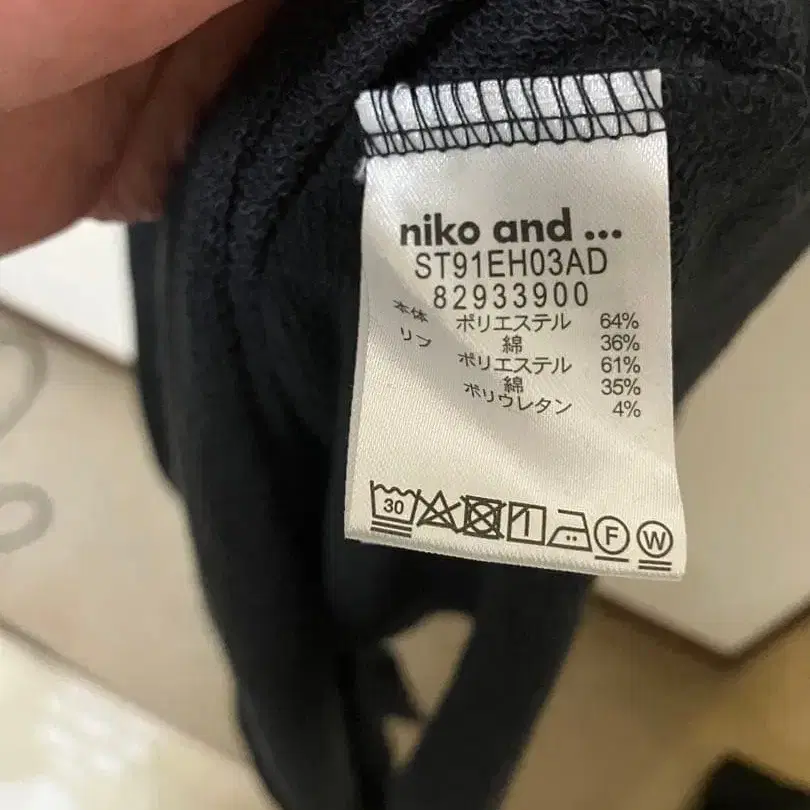 niko and ...
ST91EH03AD
82933900
本体 ポリエステル 64%
綿 36%
リブ ポリエステル 61%
綿 35%
ポリウレタン 4%
30 F W